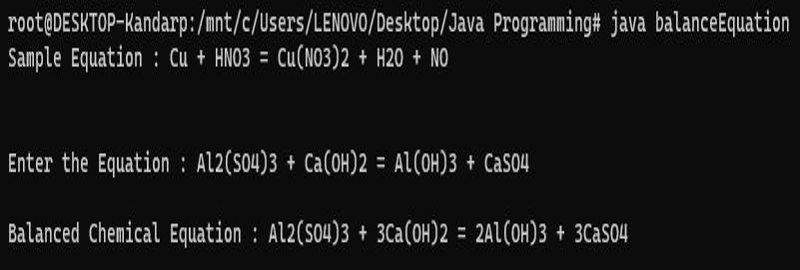 root@DESKTOP-Kandarp:/mnt/c/Users/LENOVO/Desktop/Java Programming# java balanceEquation
Sample Equation : Cu + HNO3 = Cu(NO3)2 + H2O + NO
Enter the Equation : Al2(SO4)3 + Ca(OH)2 = Al(OH)3 + CaSO4
Balanced Chemical Equation : Al2(SO4)3 + 3Ca(OH)2 = 2Al(OH)3 + 3CaSO4